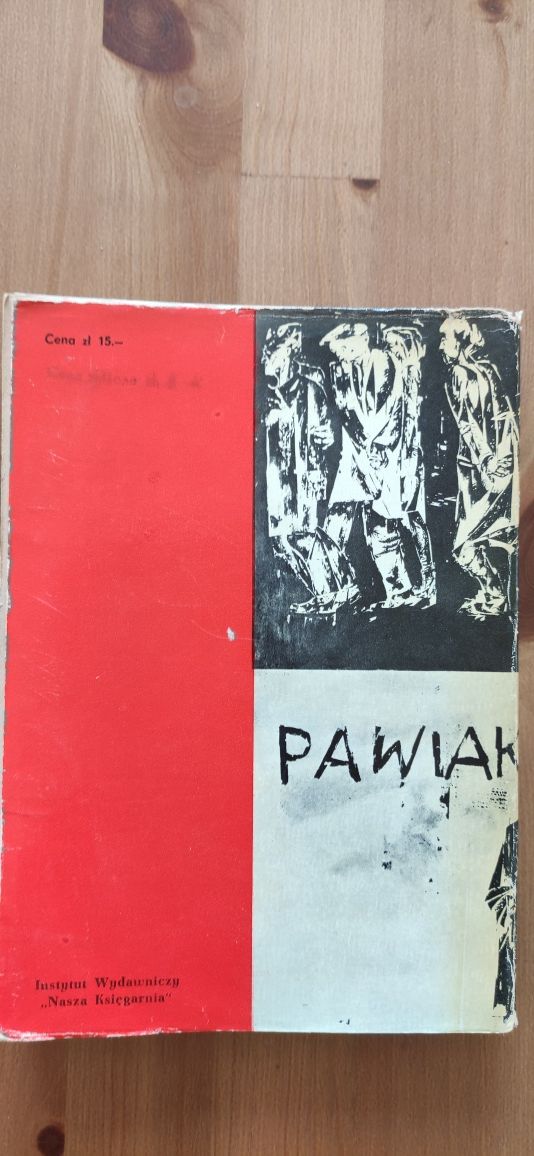 Cena zł 15.–
PAWIAK
Instytut Wydawniczy
„Nasza Księgarnia"